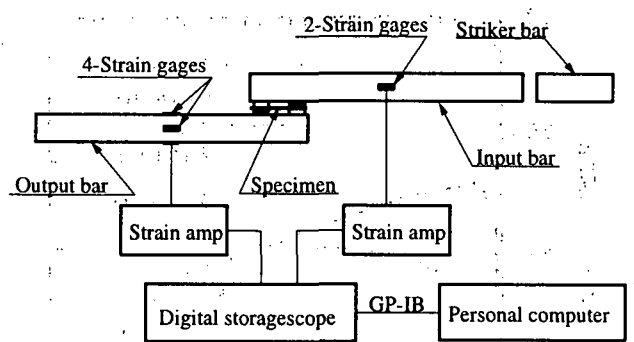 2-Strain gages
Striker bar
4-Strain gages
Input bar
Output bar
Specimen
Strain amp
Strain amp
Digital storagescope
GP-IB
Personal computer